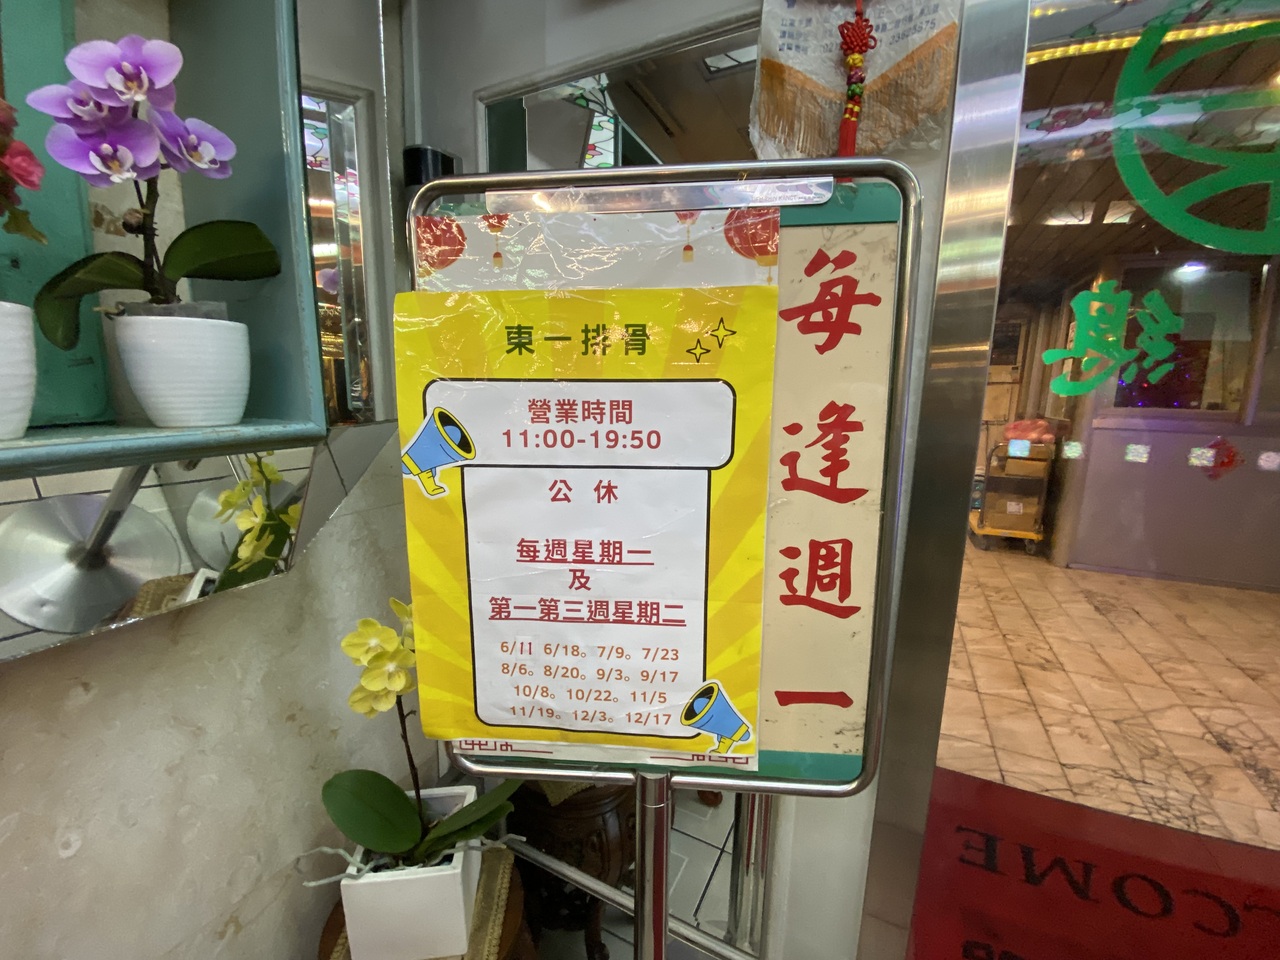 東一排骨
營業時間
11:00-19:50
公休
每週星期一
及
第一第三週星期二
6/11 6/18。7/9。7/23
8/6。8/20。9/3。9/17
10/8。10/22。11/5
11/19。12/3。12/17
每逢週一
COME